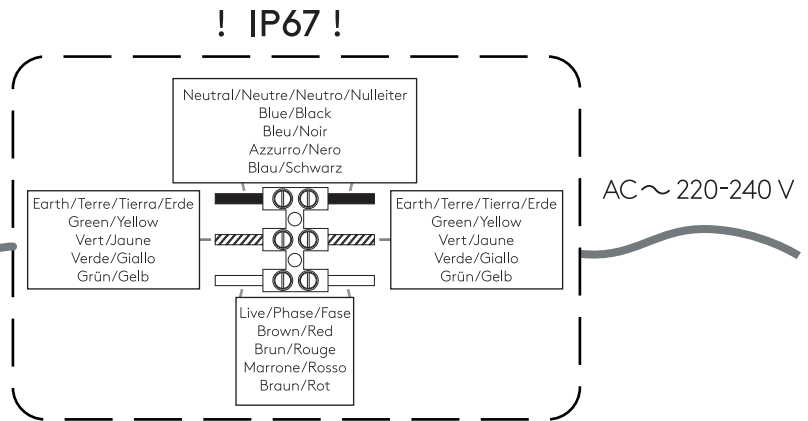 ! IP67 !
Neutral/Neutre/Neutro/Nulleiter
Blue/Black
Bleu/Noir
Azzurro/Nero
Blau/Schwarz
Earth/Terre/Tierra/Erde
Green/Yellow
Vert/Jaune
Verde/Giallo
Grün/Gelb
Earth/Terre/Tierra/Erde
Green/Yellow
Vert/Jaune
Verde/Giallo
Grün/Gelb
AC～ 220-240 V
Live/Phase/Fase
Brown/Red
Brun/Rouge
Marrone/Rosso
Braun/Rot